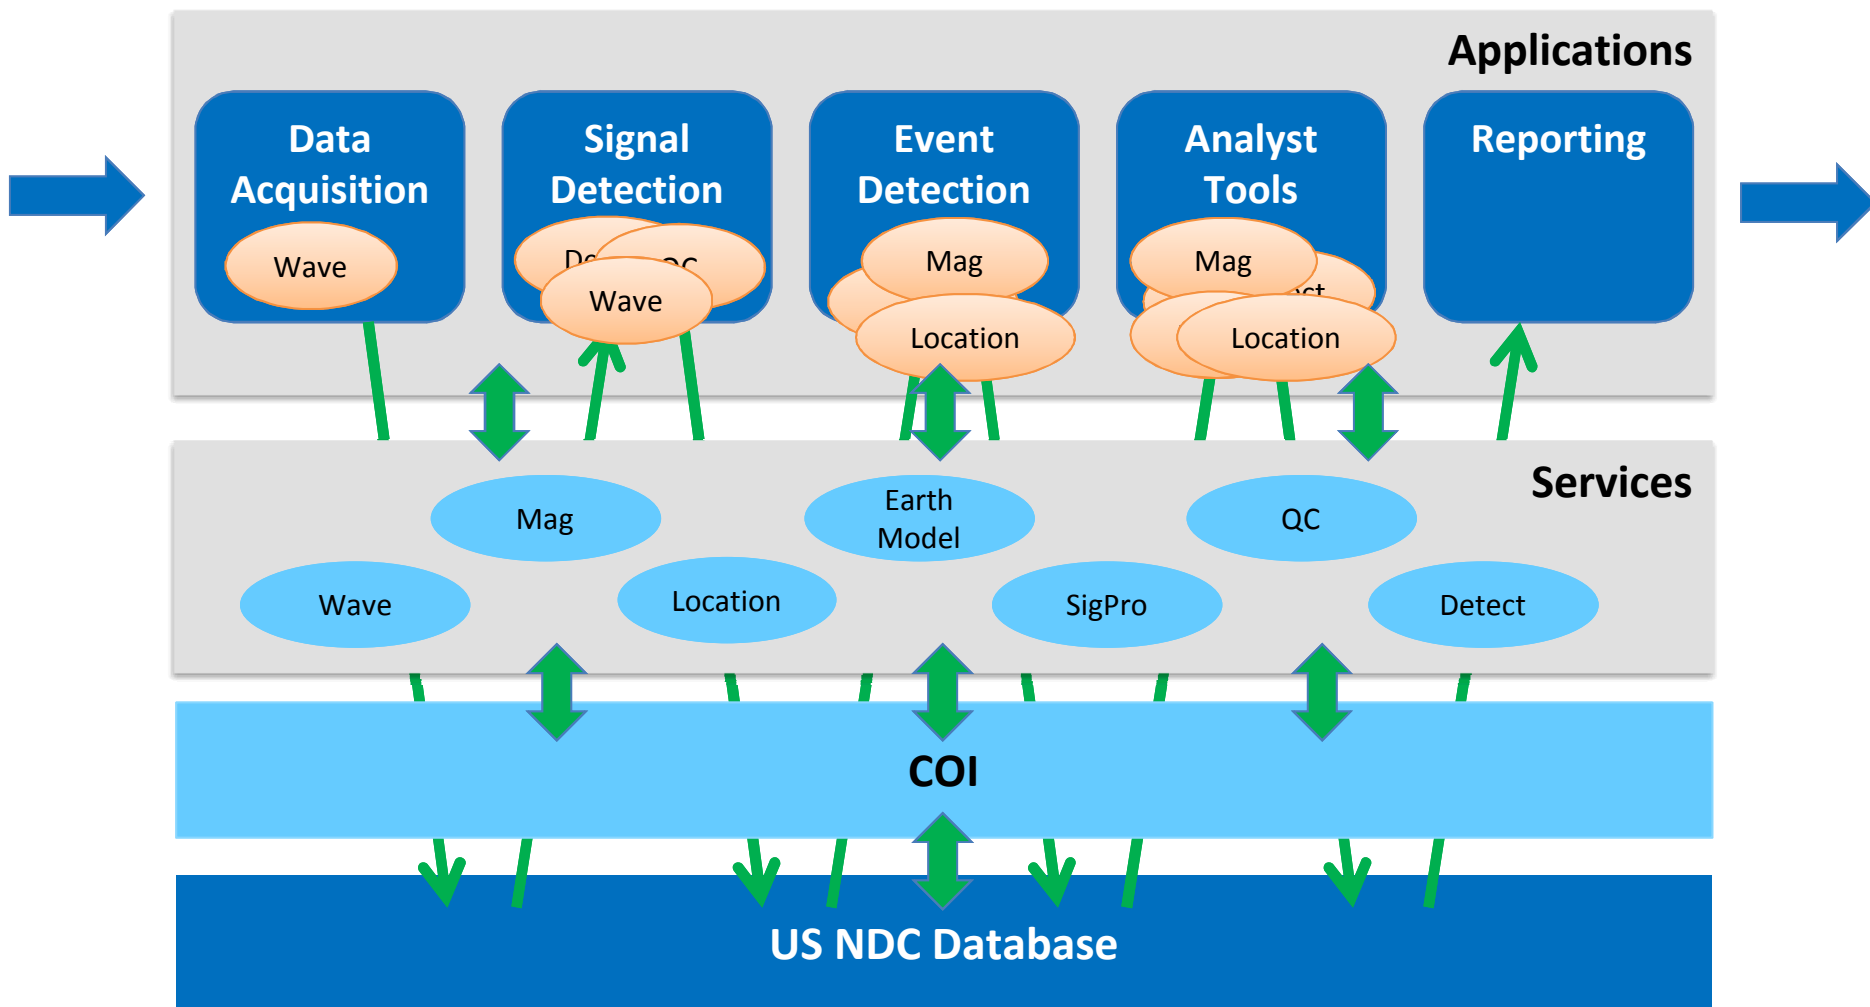 Applications
Data
Acquisition
Wave
Signal
Detection
QC
Wave
Event
Detection
Mag
Location
Analyst
Tools
Mag
Location
Reporting
Services
Mag
Earth
Model
QC
Wave
Location
SigPro
Detect
COI
US NDC Database